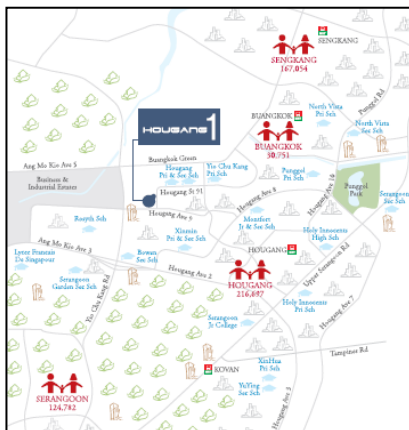 SENGKANG
SENGKANG
167,054
Punggol Rd
BUANGKOK
North Vista
Pri Sch
BUANGKOK
50,751
North Vista
Sec Sch
HOUGANG 1
Ang Mo Kio Ave 5
Buangkok Green
Business &
Industrial Estates
Hougang
Pri & Sec Sch
Yio Chu Kang
Pri Sch
Punggol
Pri Sch
Punggol
Park
Serangoon
Sec Sch
Hougang St 91
Hougang Ave 8
Hougang Ave 10
Hougang Ave 9
Rosyth Sch
Xinmin
Pri & Sec Sch
Montfort
Jr & Sec Sch
Holy Innocents
High Sch
Ang Mo Kio Ave 3
Bowen
Sec Sch
HOUGANG
Upper Serangoon Rd
Lycee Francais
De Singapour
Serangoon
Garden Sec Sch
Yio Chu Kang Rd
Hougang Ave 2
HOUGANG
216,697
Holy Innocents
Pri Sch
Hougang Ave 7
Serangoon
Jr College
Tampines Rd
XinHua
Pri Sch
KOVAN
YuYing
Sec Sch
Hougang Ave 3
SERANGOON
124,782